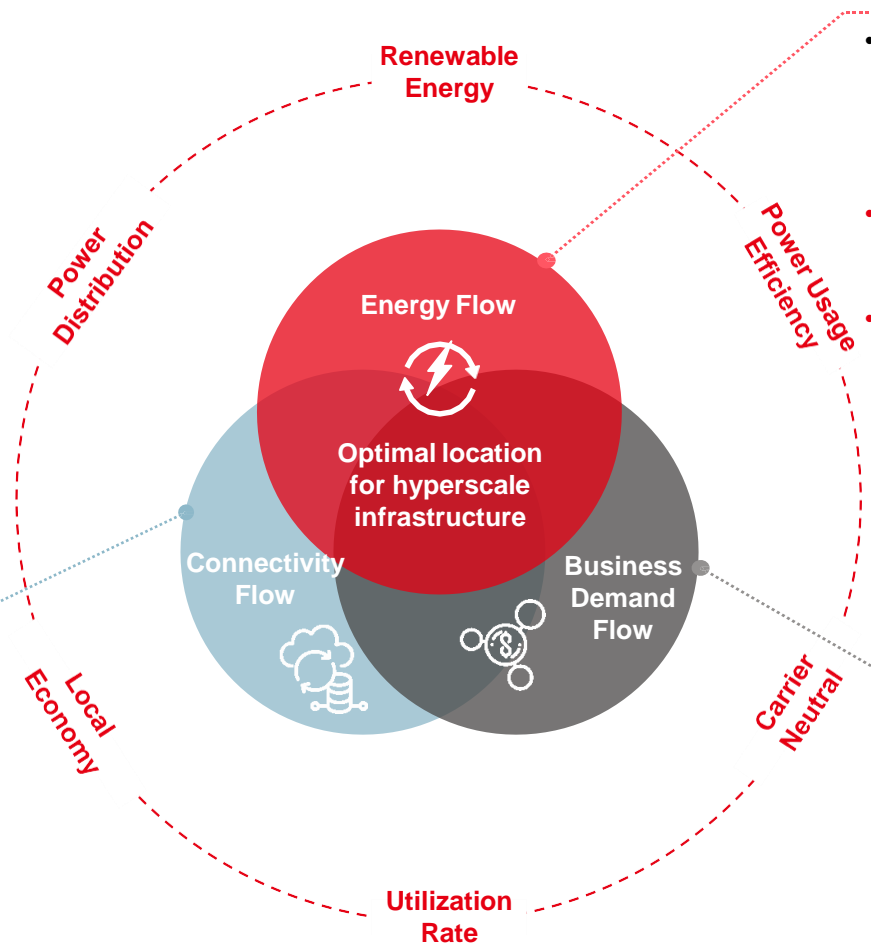 Renewable
Energy
Power
Distribution
Power Usage
Efficiency
Energy Flow
Optimal location
for hyperscale
infrastructure
Connectivity
Flow
Business
Demand
Flow
Local
Economy
Carrier
Neutral
Utilization
Rate